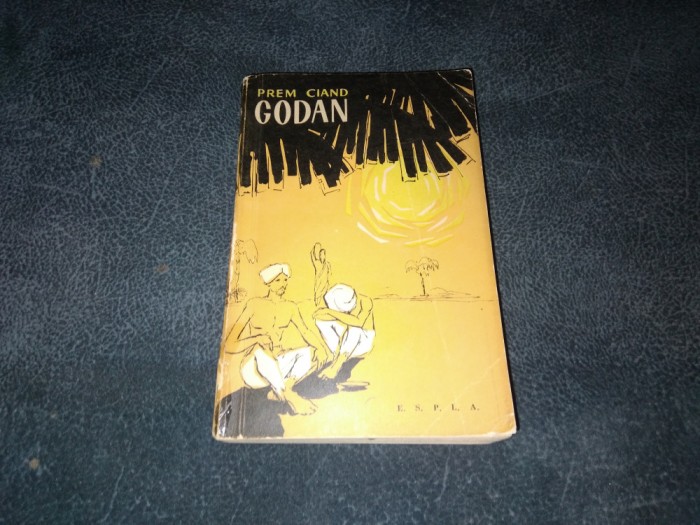 PREM CIAND
GODAN
E. S. P. L. A.